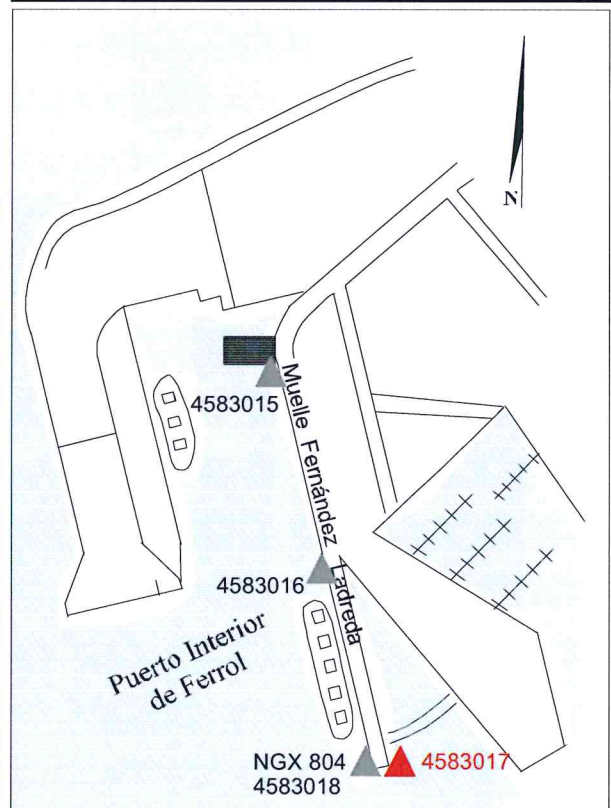 N
4583015
Muelle Fernández Ladreda
4583016
Puerto Interior
de Ferrol
NGX 804
4583018
4583017